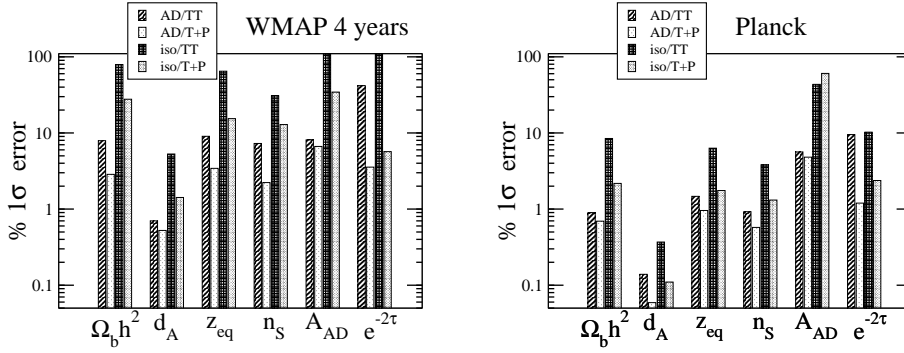 WMAP 4 years
AD/TT
AD/T+P
iso/TT
iso/T+P
% 1σ error
100
10
1
0.1
Ω_b h² d_A z_eq n_S A_AD e^-2τ
Planck
AD/TT
AD/T+P
iso/TT
iso/T+P
% 1σ error
100
10
1
0.1
Ω_b h² d_A z_eq n_S A_AD e^-2τ